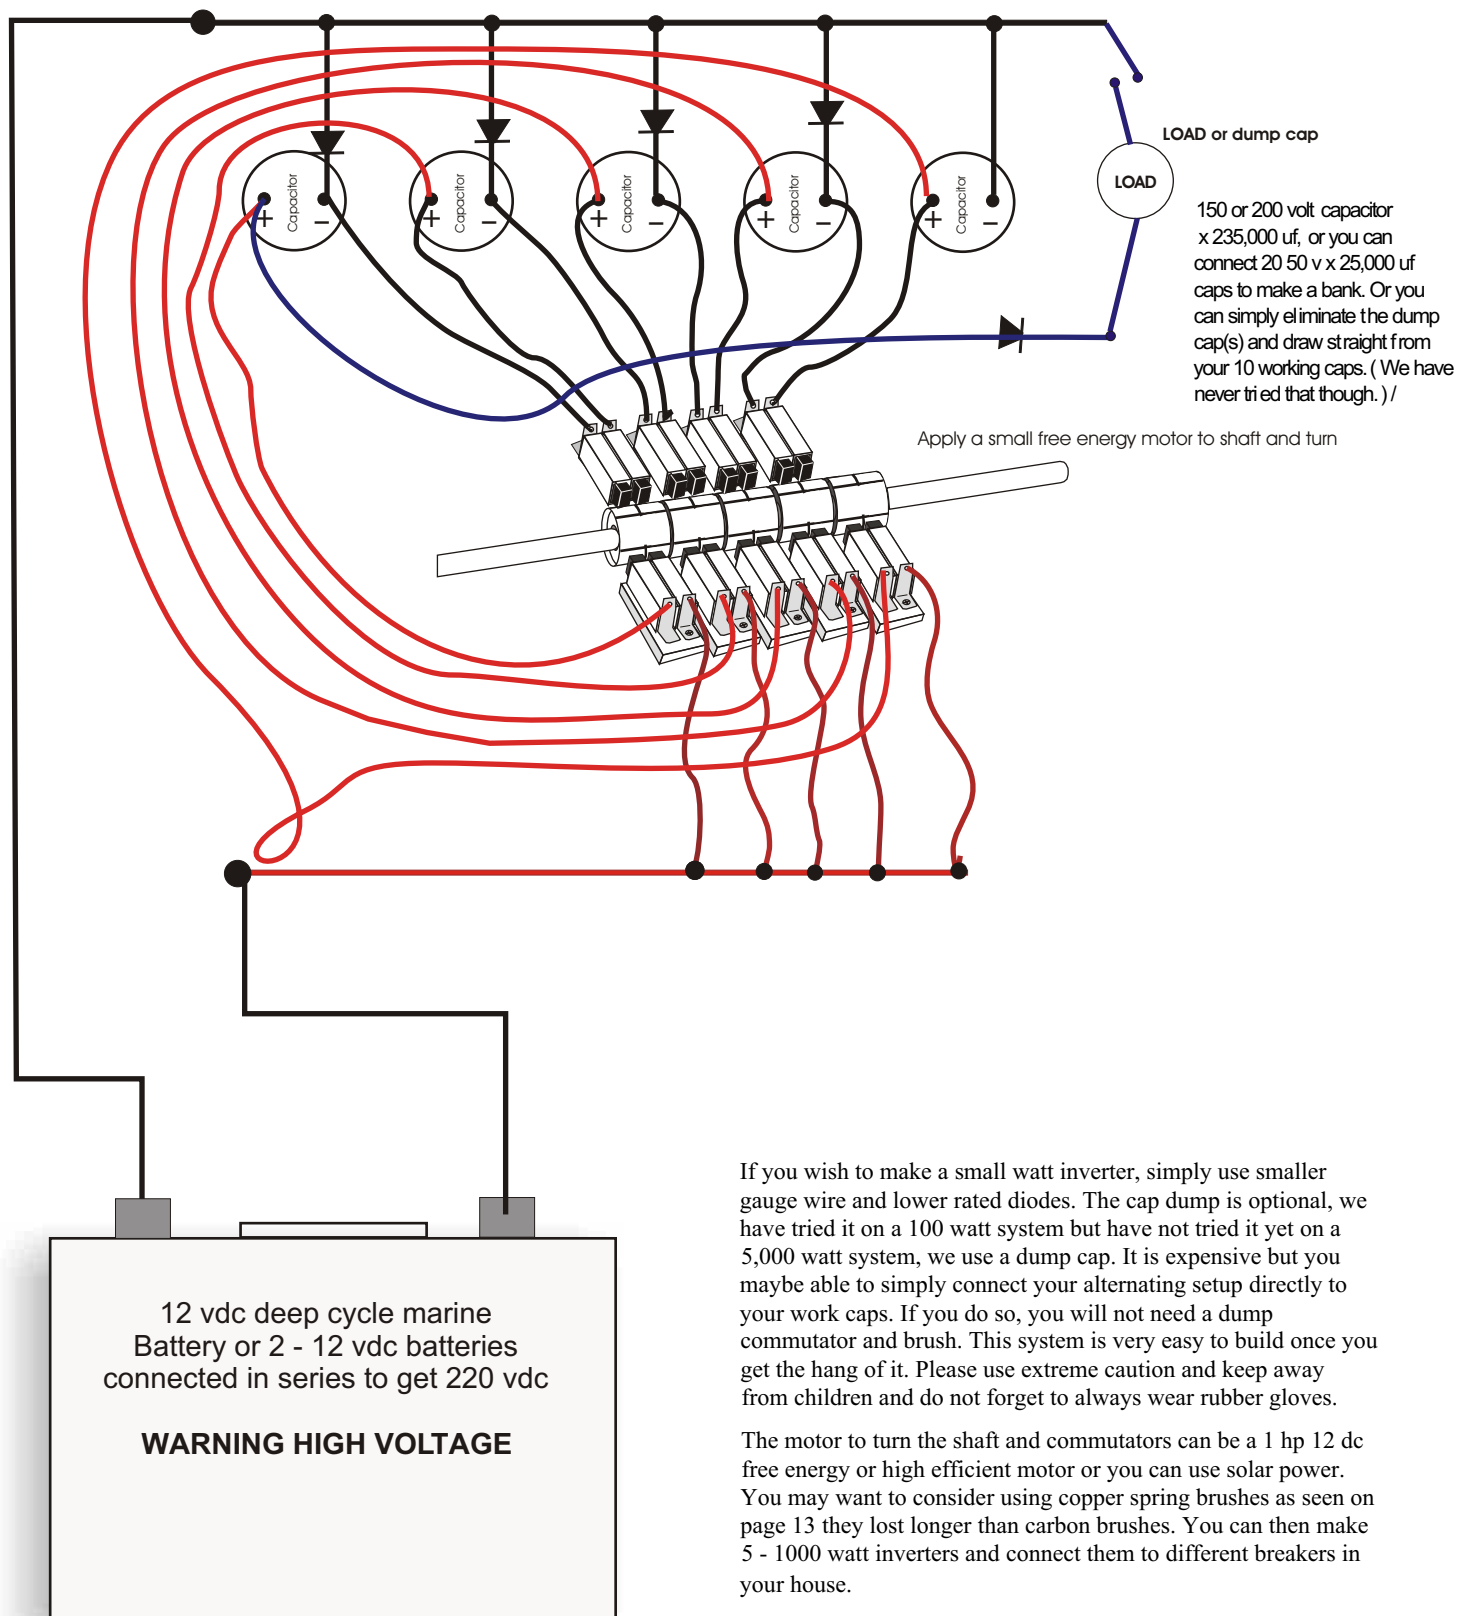 Capacitor
+
−
Capacitor
+
−
Capacitor
+
−
Capacitor
+
−
Capacitor
+
−
LOAD or dump cap
LOAD
150 or 200 volt capacitor
x 235,000 uf, or you can
connect 20 50 v x 25,000 uf
caps to make a bank. Or you
can simply eliminate the dump
cap(s) and draw straight from
your 10 working caps. ( We have
never tried that though. ) /
Apply a small free energy motor to shaft and turn
12 vdc deep cycle marine
Battery or 2 - 12 vdc batteries
connected in series to get 220 vdc
WARNING HIGH VOLTAGE
If you wish to make a small watt inverter, simply use smaller
gauge wire and lower rated diodes. The cap dump is optional, we
have tried it on a 100 watt system but have not tried it yet on a
5,000 watt system, we use a dump cap. It is expensive but you
maybe able to simply connect your alternating setup directly to
your work caps. If you do so, you will not need a dump
commutator and brush. This system is very easy to build once you
get the hang of it. Please use extreme caution and keep away
from children and do not forget to always wear rubber gloves.
The motor to turn the shaft and commutators can be a 1 hp 12 dc
free energy or high efficient motor or you can use solar power.
You may want to consider using copper spring brushes as seen on
page 13 they lost longer than carbon brushes. You can then make
5 - 1000 watt inverters and connect them to different breakers in
your house.